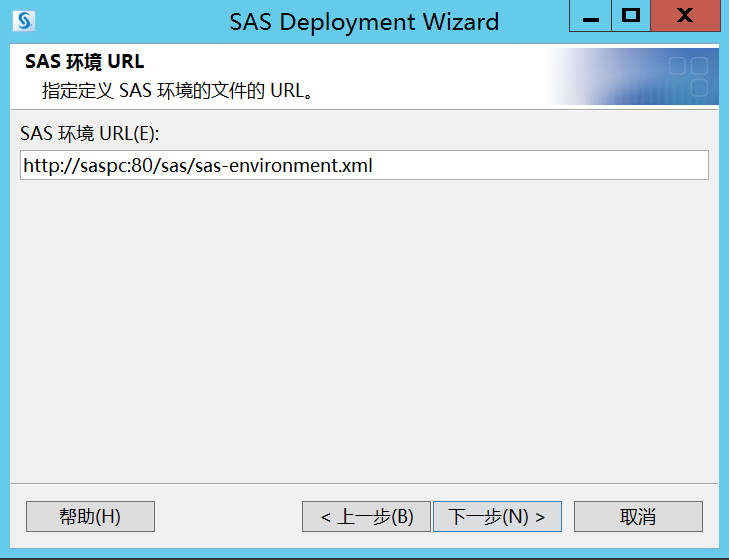 SAS Deployment Wizard
SAS 环境 URL
指定定义 SAS 环境的文件的 URL。
SAS 环境 URL(E):
http://saspc:80/sas/sas-environment.xml
帮助(H)
< 上一步(B)
下一步(N) >
取消